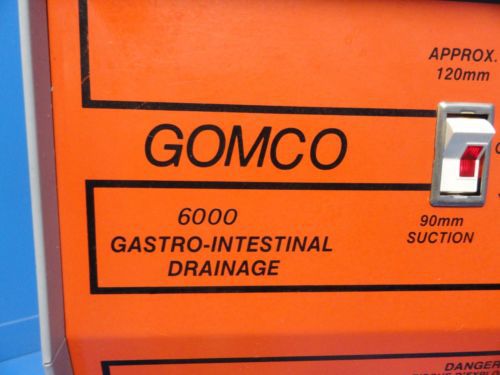 APPROX.
120mm
GOMCO
6000
GASTRO-INTESTINAL
DRAINAGE
90mm
SUCTION
DANGER